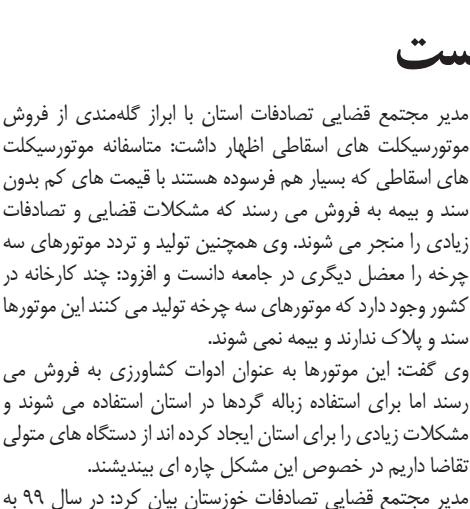 ست
مدیر مجتمع قضایی تصادفات استان با ابراز گله‌مندی از فروش
موتورسیکلت های اسقاطی اظهار داشت: متاسفانه موتورسیکلت
های اسقاطی که بسیار هم فرسوده هستند با قیمت های کم بدون
سند و بیمه به فروش می رسند که مشکلات قضایی و تصادفات
زیادی را منجر می شوند. وی همچنین تولید و تردد موتورهای سه
چرخه را معضل دیگری در جامعه دانست و افزود: چند کارخانه در
کشور وجود دارد که موتورهای سه چرخه تولید می کنند این موتورها
سند و پلاک ندارند و بیمه نمی شوند.
وی گفت: این موتورها به عنوان ادوات کشاورزی به فروش می
رسند اما برای استفاده زباله گردها در استان استفاده می شوند و
مشکلات زیادی را برای استان ایجاد کرده اند از دستگاه های متولی
تقاضا داریم در خصوص این مشکل چاره ای بیندیشند.
مدیر مجتمع قضایی تصادفات خوزستان بیان کرد: در سال ۹۹ به